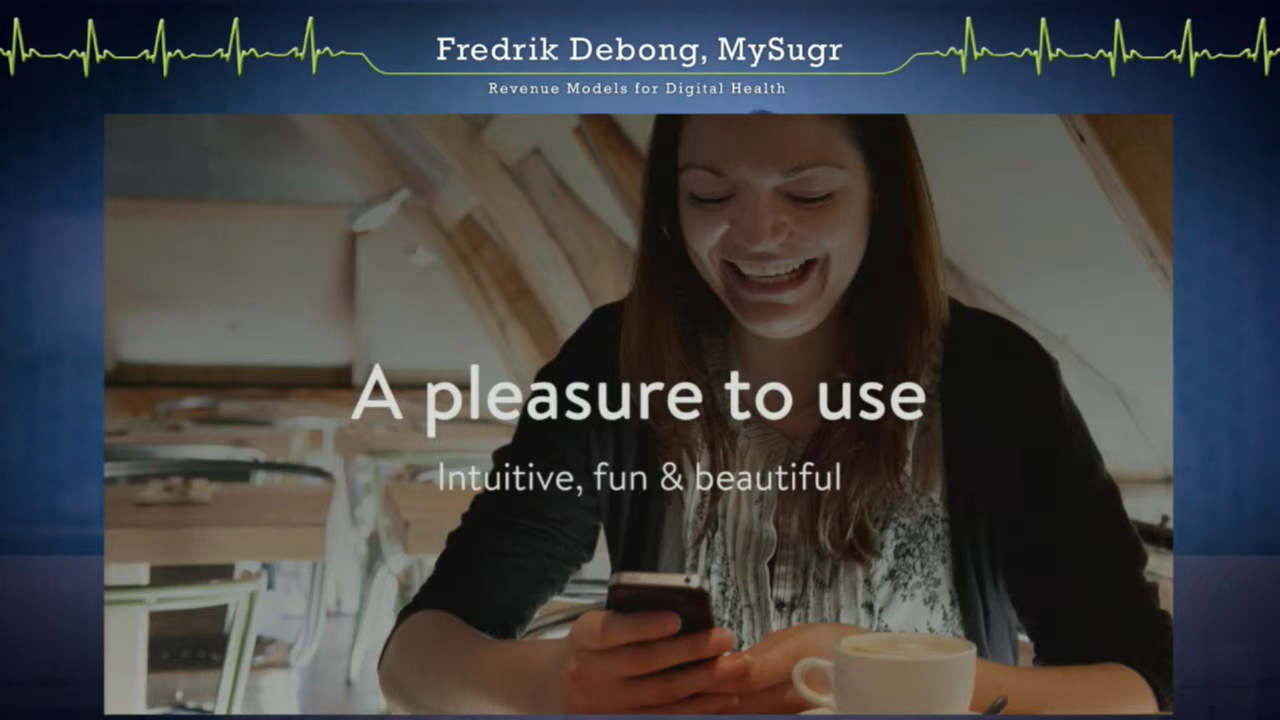 Fredrik Debong, MySugr
Revenue Models for Digital Health
A pleasure to use
Intuitive, fun & beautiful